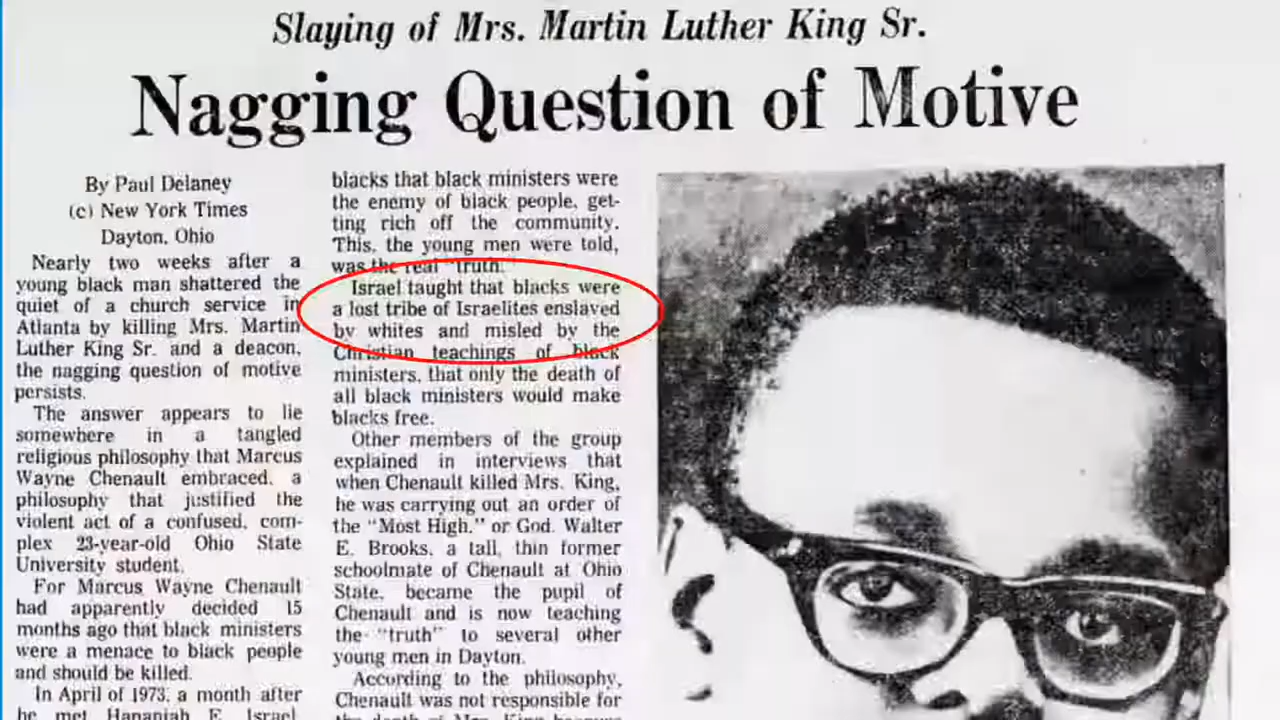 Slaying of Mrs. Martin Luther King Sr.
Nagging Question of Motive
By Paul Delaney
(c) New York Times
Dayton, Ohio
Nearly two weeks after a
young black man shattered the
quiet of a church service in
Atlanta by killing Mrs. Martin
Luther King Sr. and a deacon,
the nagging question of motive
persists.
The answer appears to lie
somewhere in a tangled
religious philosophy that Marcus
Wayne Chenault embraced, a
philosophy that justified the
violent act of a confused, com-
plex 23-year-old Ohio State
University student.
For Marcus Wayne Chenault
had apparently decided 15
months ago that black ministers
were a menace to black people
and should be killed.
In April of 1973, a month after
he met Hananiah E. Israel,
blacks that black ministers were
the enemy of black people, get-
ting rich off the community.
This, the young men were told,
was the real "truth."
Israel taught that blacks were
a lost tribe of Israelites enslaved
by whites and misled by the
Christian teachings of black
ministers, that only the death of
all black ministers would make
blacks free.
Other members of the group
explained in interviews that
when Chenault killed Mrs. King,
he was carrying out an order of
the "Most High," or God. Walter
E. Brooks, a tall, thin former
schoolmate of Chenault at Ohio
State, became the pupil of
Chenault and is now teaching
the "truth" to several other
young men in Dayton.
According to the philosophy,
Chenault was not responsible for
the death of Mrs. King because